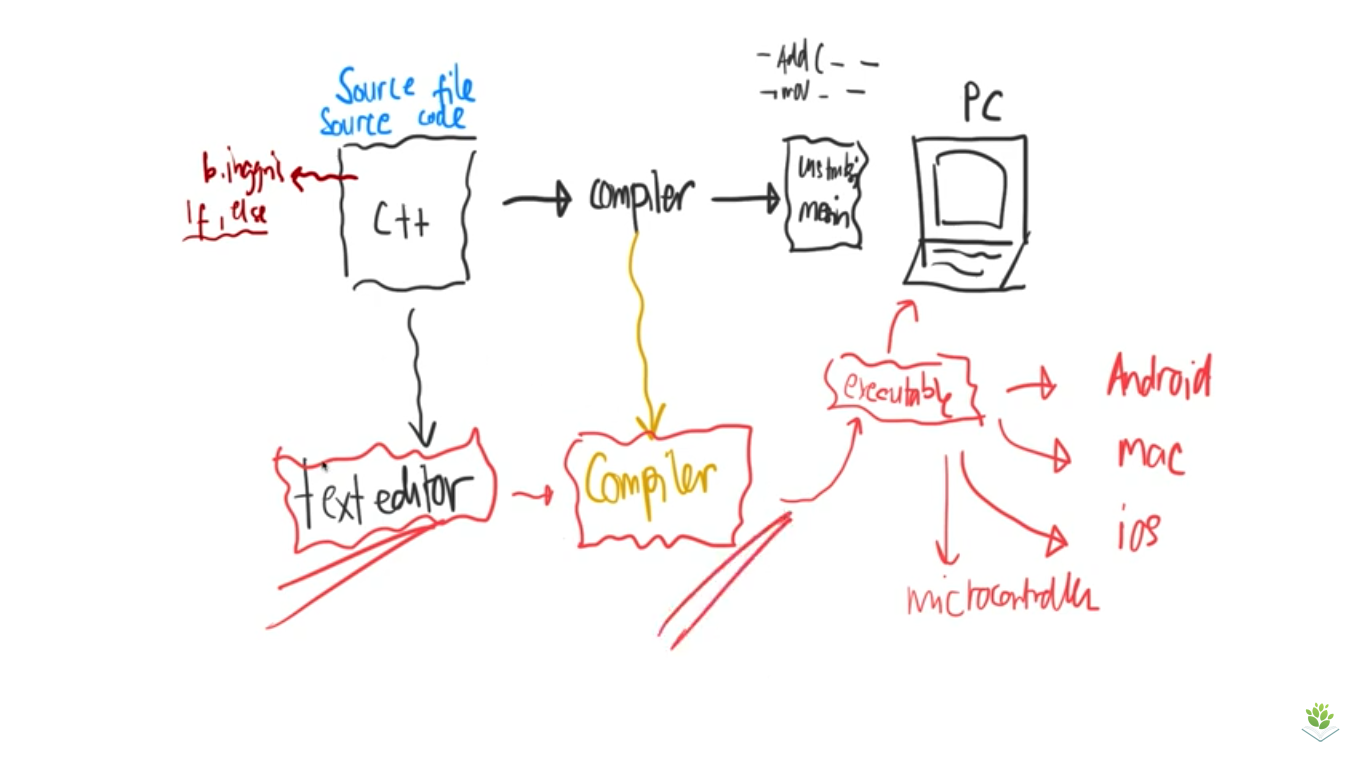 Source file
Source code
b.inggris
If, else
C++
compiler
- Add ( - -
- mov - -
instruksi
mesin
PC
text editor
Compiler
executable
Android
mac
ios
microcontroller